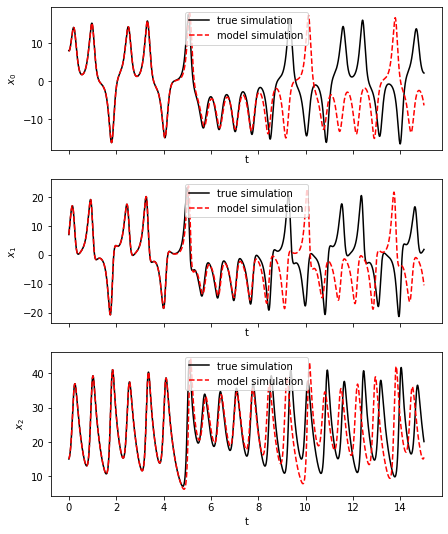 10
0
−10
x₀
true simulation
model simulation
t
20
10
0
−10
−20
x₁
true simulation
model simulation
t
40
30
20
10
x₂
true simulation
model simulation
0 2 4 6 8 10 12 14
t